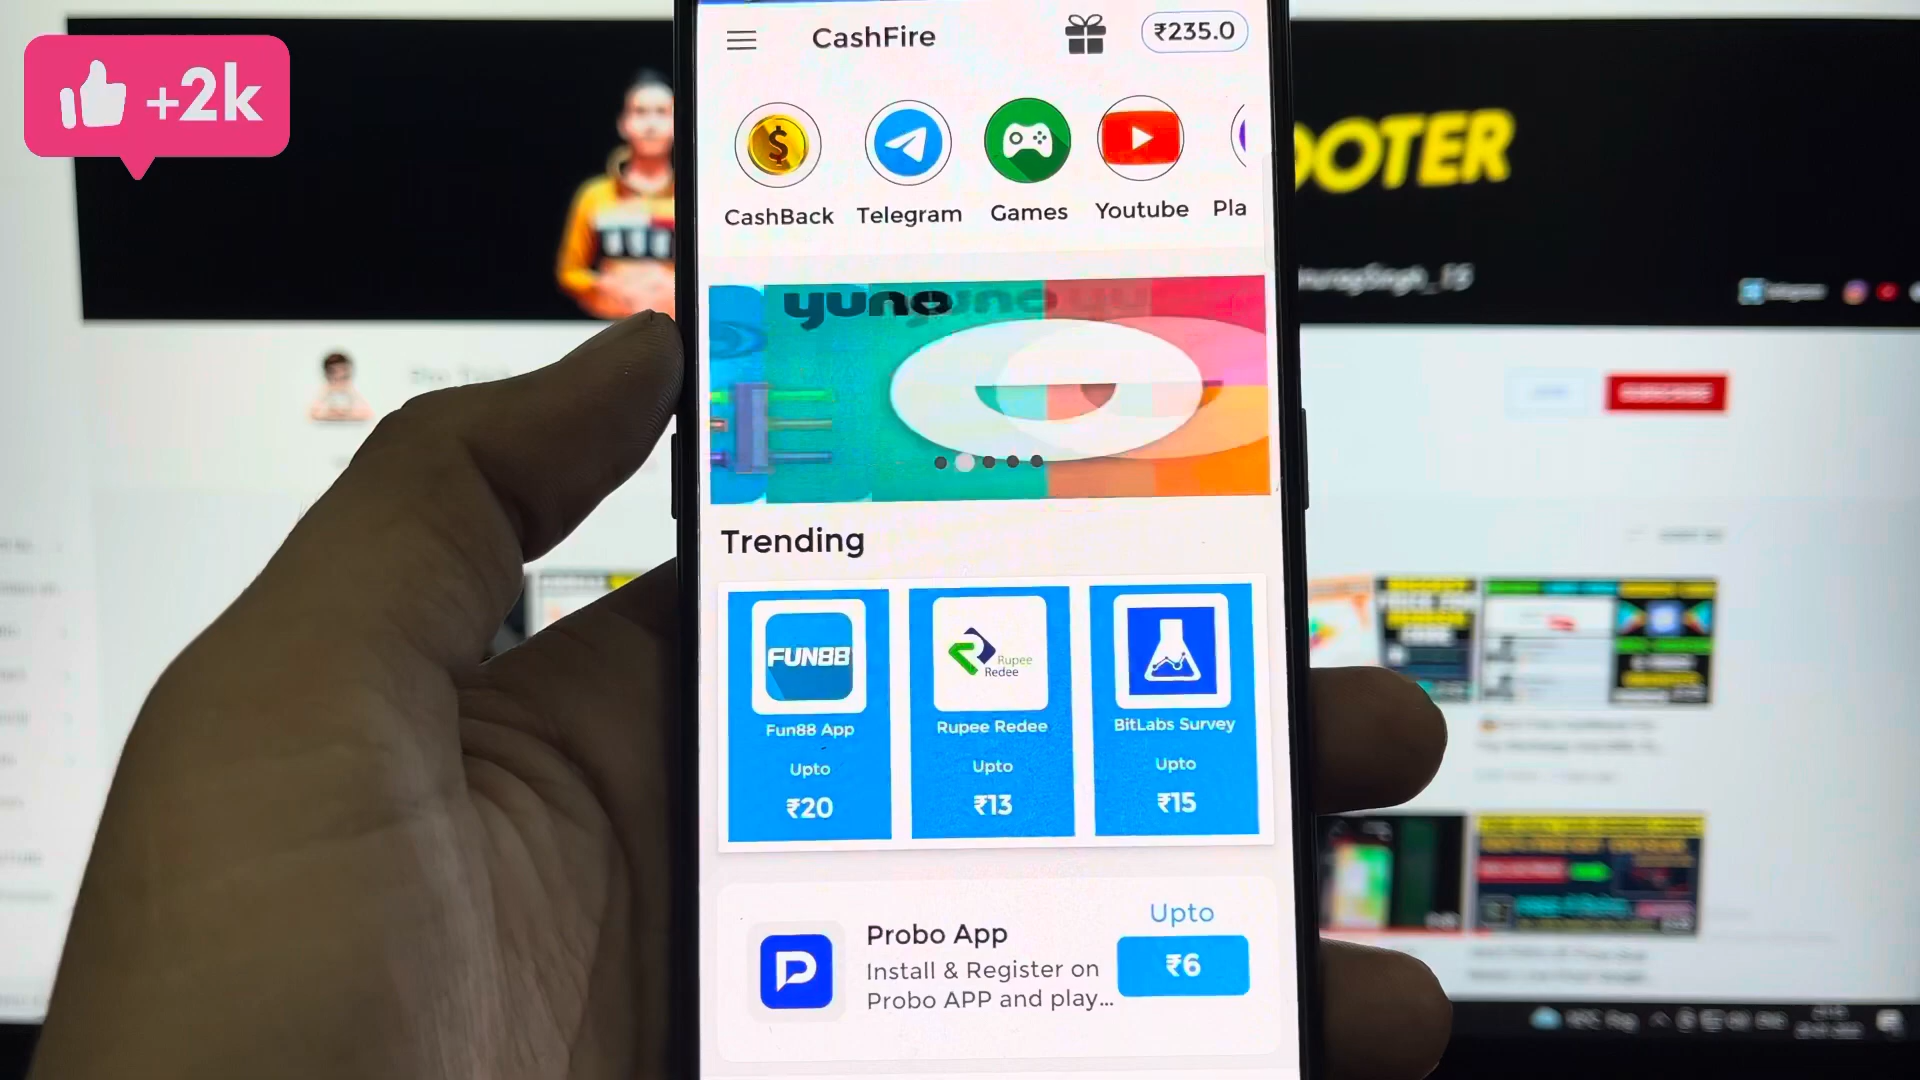 +2k
CashFire
₹235.0
CashBack
Telegram
Games
Youtube
Pla
OOTER
yuno
Trending
FUN88
Fun88 App
Upto
₹20
Rupee
Redee
Rupee Redee
Upto
₹13
BitLabs Survey
Upto
₹15
Probo App
Install & Register on
Probo APP and play...
Upto
₹6
SUBSCRIBE